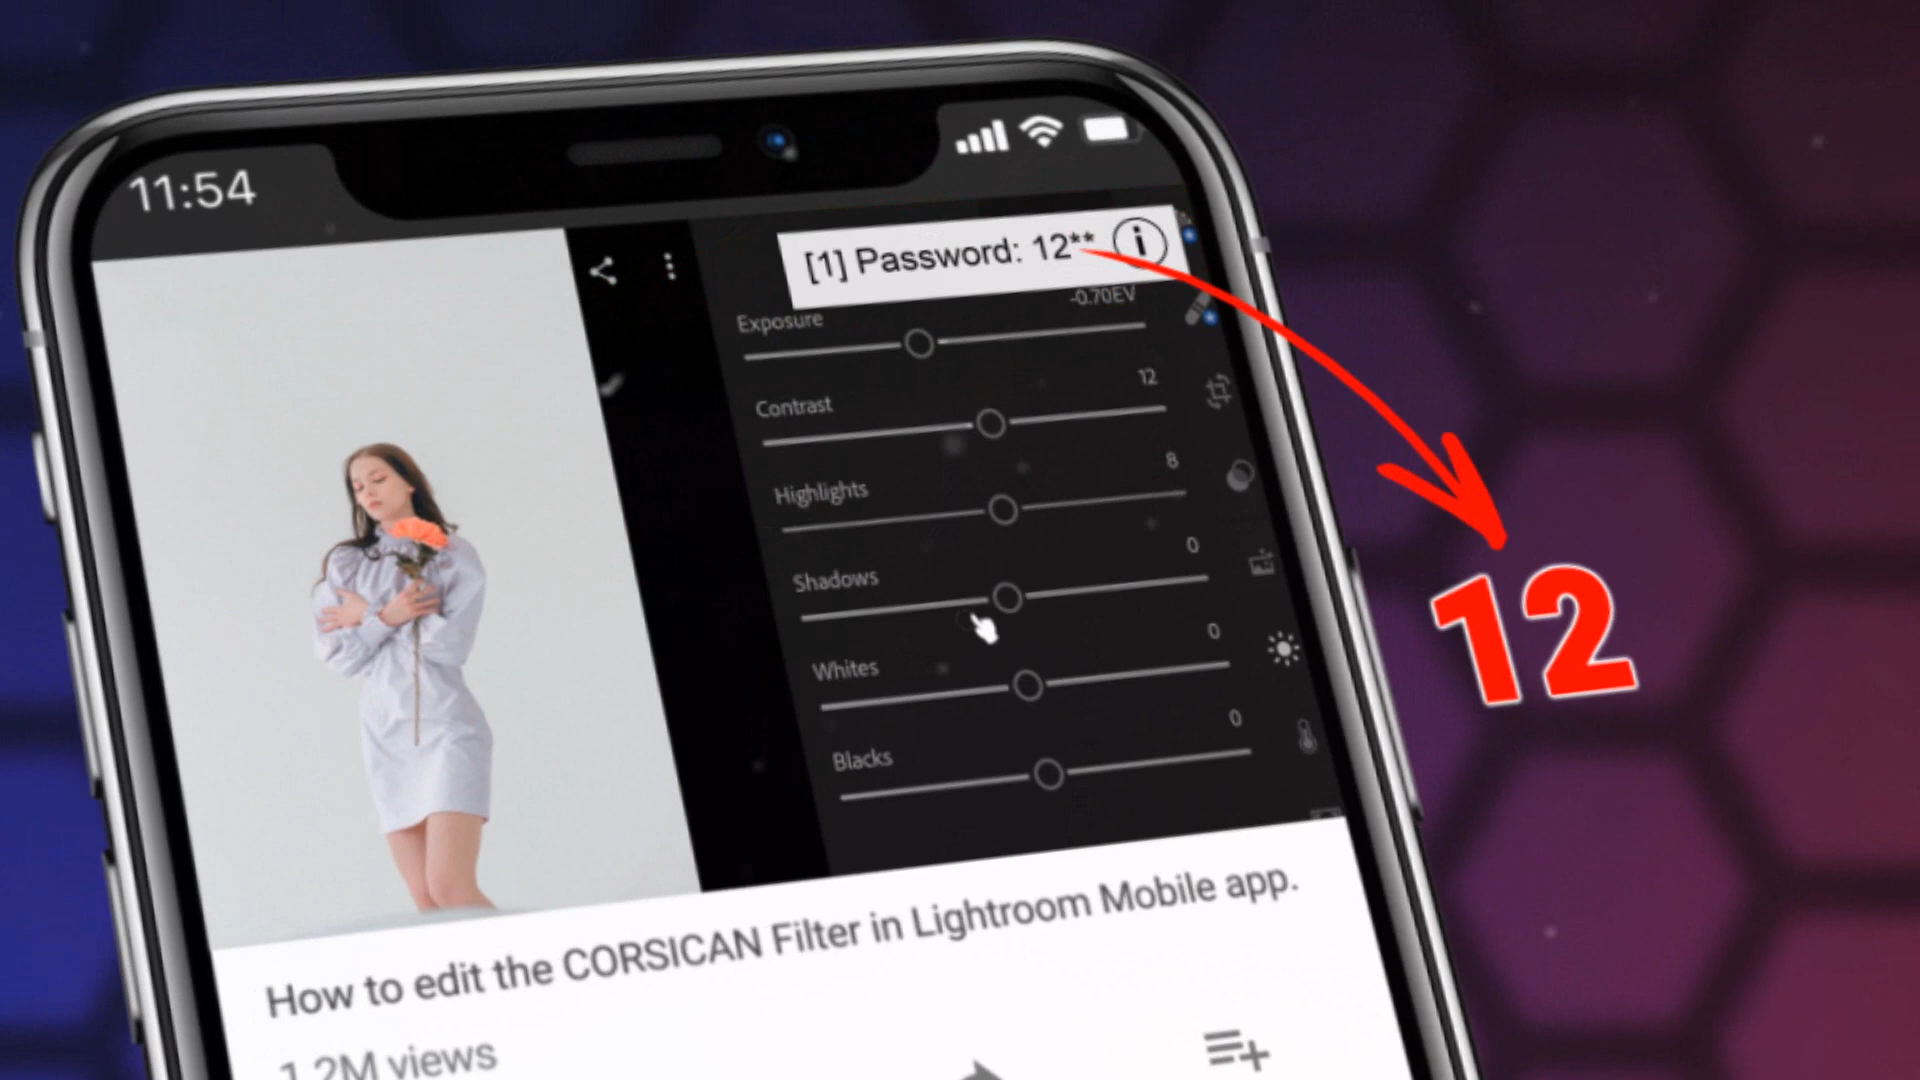 11:54
[1] Password: 12**
i
Exposure
-0.70EV
Contrast
12
Highlights
8
Shadows
0
Whites
0
Blacks
0
12
How to edit the CORSICAN Filter in Lightroom Mobile app.
1.2M views